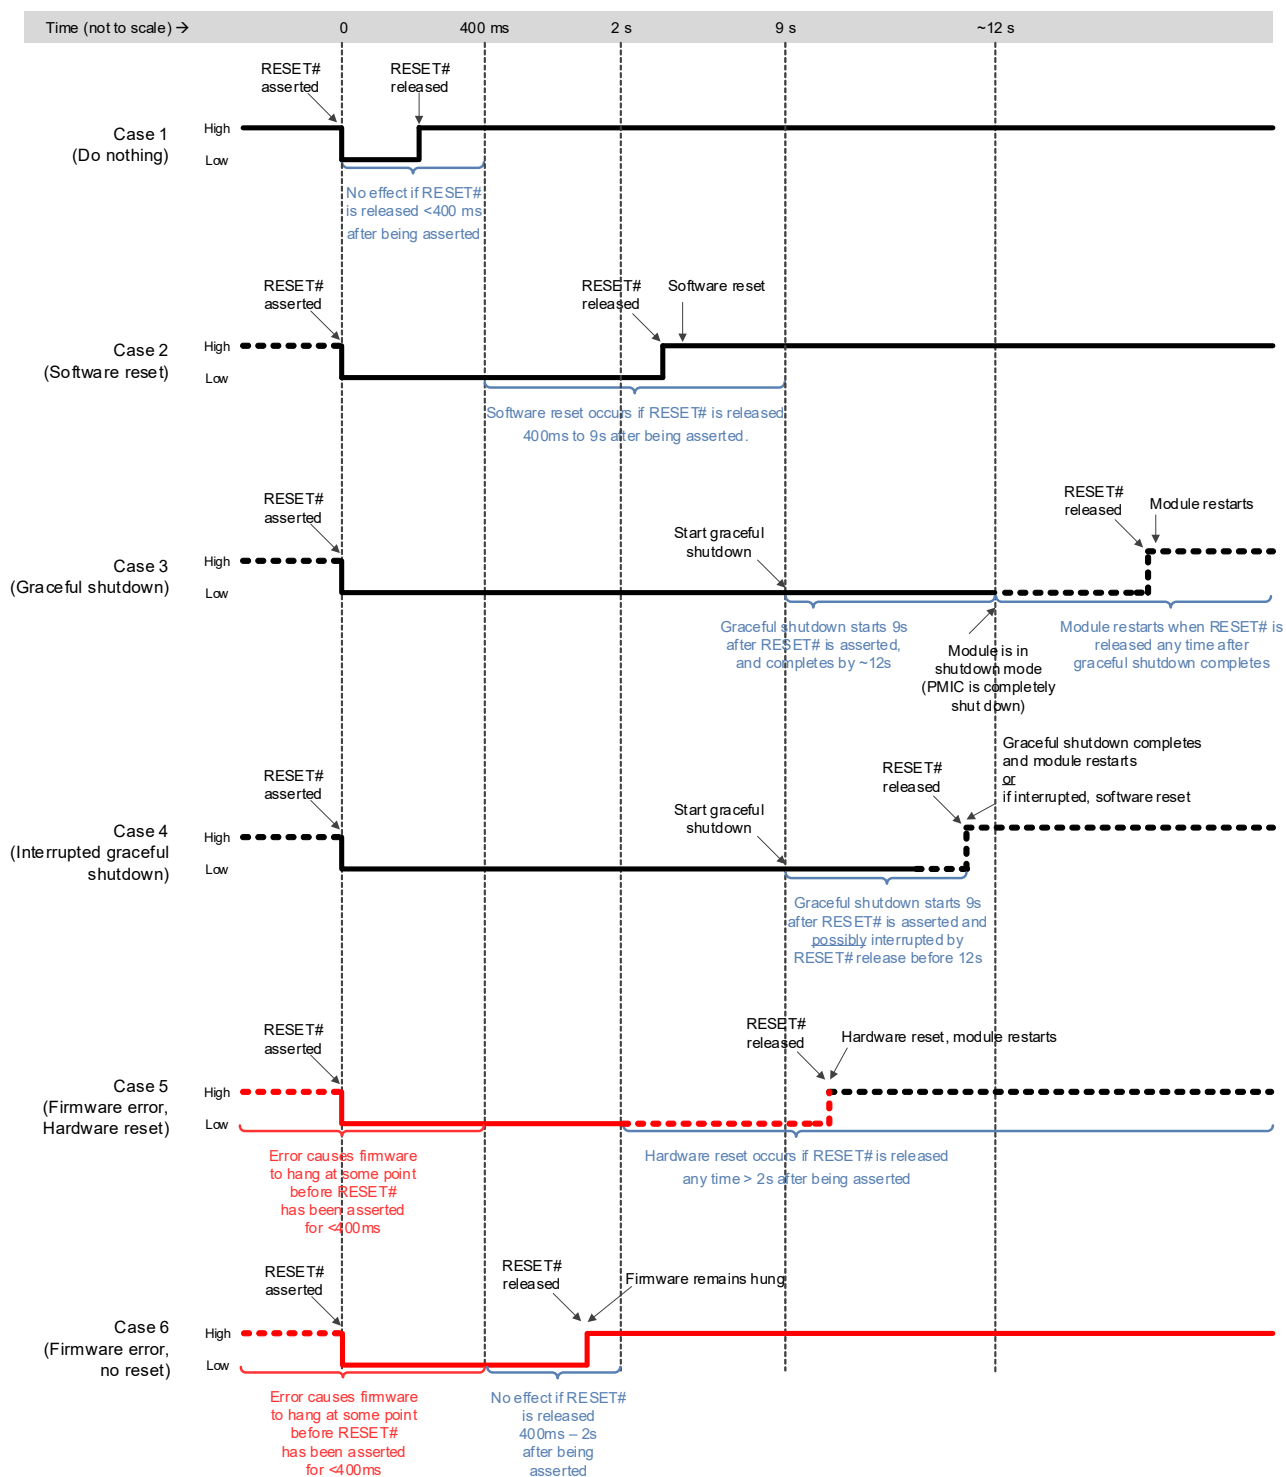 Time (not to scale) →
0
400 ms
2 s
9 s
~12 s
RESET#
asserted
RESET#
released
Case 1
(Do nothing)
High
Low
No effect if RESET#
is released <400 ms
after being asserted
RESET#
asserted
RESET#
released
Software reset
Case 2
(Software reset)
High
Low
Software reset occurs if RESET# is released
400ms to 9s after being asserted.
RESET#
asserted
Start graceful
shutdown
RESET#
released
Module restarts
Case 3
(Graceful shutdown)
High
Low
Graceful shutdown starts 9s
after RESET# is asserted,
and completes by ~12s
Module is in
shutdown mode
(PMIC is completely
shut down)
Module restarts when RESET# is
released any time after
graceful shutdown completes
RESET#
asserted
Start graceful
shutdown
RESET#
released
Graceful shutdown completes
and module restarts
or
if interrupted, software reset
Case 4
(Interrupted graceful
shutdown)
High
Low
Graceful shutdown starts 9s
after RESET# is asserted and
possibly interrupted by
RESET# release before 12s
RESET#
asserted
RESET#
released
Hardware reset, module restarts
Case 5
(Firmware error,
Hardware reset)
High
Low
Error causes firmware
to hang at some point
before RESET#
has been asserted
for <400ms
Hardware reset occurs if RESET# is released
any time > 2s after being asserted
RESET#
asserted
RESET#
released
Firmware remains hung
Case 6
(Firmware error,
no reset)
High
Low
Error causes firmware
to hang at some point
before RESET#
has been asserted
for <400ms
No effect if RESET#
is released
400ms – 2s
after being
asserted